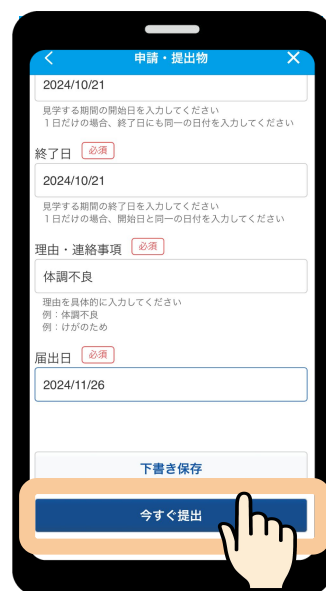 申請・提出物
2024/10/21
見学する期間の開始日を入力してください
1日だけの場合、終了日にも同一の日付を入力してください
終了日 必須
2024/10/21
見学する期間の終了日を入力してください
1日だけの場合、開始日と同一の日付を入力してください
理由・連絡事項 必須
体調不良
理由を具体的に入力してください
例：体調不良
例：けがのため
届出日 必須
2024/11/26
下書き保存
今すぐ提出